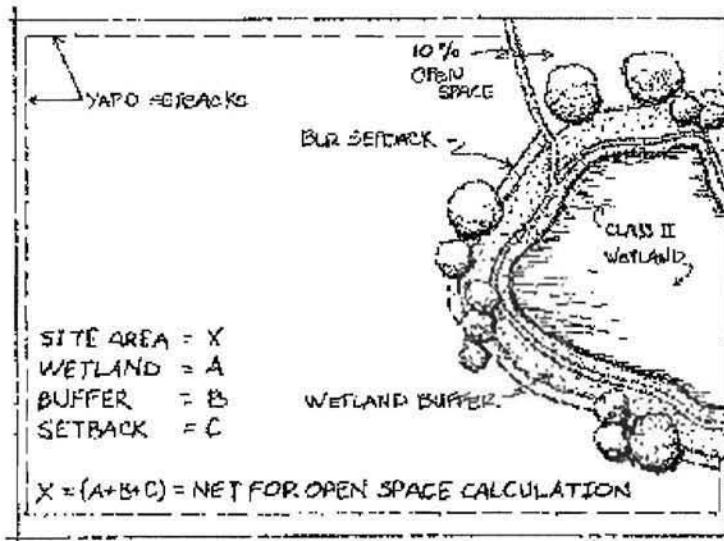 10%
OPEN
SPACE
YARD SETBACKS
BLD SETBACK
CLASS II
WETLAND
SITE AREA = X
WETLAND = A
BUFFER = B
SETBACK = C
WETLAND BUFFER
X = (A+B+C) = NET FOR OPEN SPACE CALCULATION